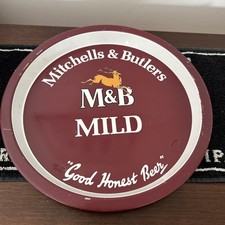 Mitchells & Butlers
M&B
MILD
"Good Honest Beer"